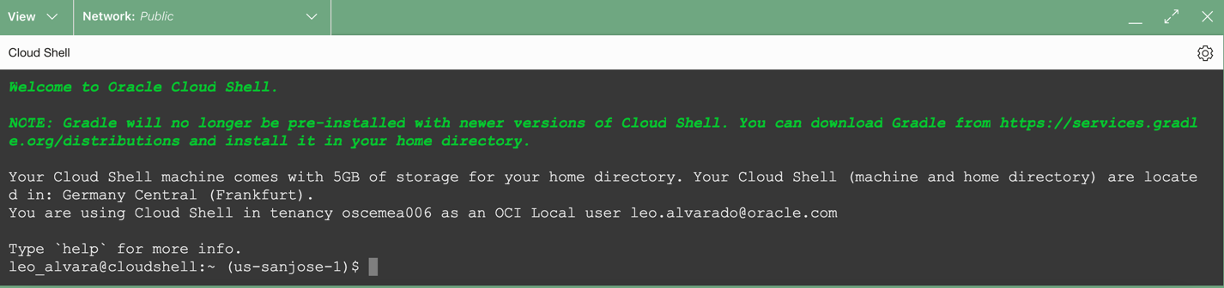 View Network: Public
Cloud Shell
Welcome to Oracle Cloud Shell.
NOTE: Gradle will no longer be pre-installed with newer versions of Cloud Shell. You can download Gradle from https://services.gradl
e.org/distributions and install it in your home directory.
Your Cloud Shell machine comes with 5GB of storage for your home directory. Your Cloud Shell (machine and home directory) are locate
d in: Germany Central (Frankfurt).
You are using Cloud Shell in tenancy oscemea006 as an OCI Local user leo.alvarado@oracle.com
Type `help` for more info.
leo_alvara@cloudshell:~ (us-sanjose-1)$